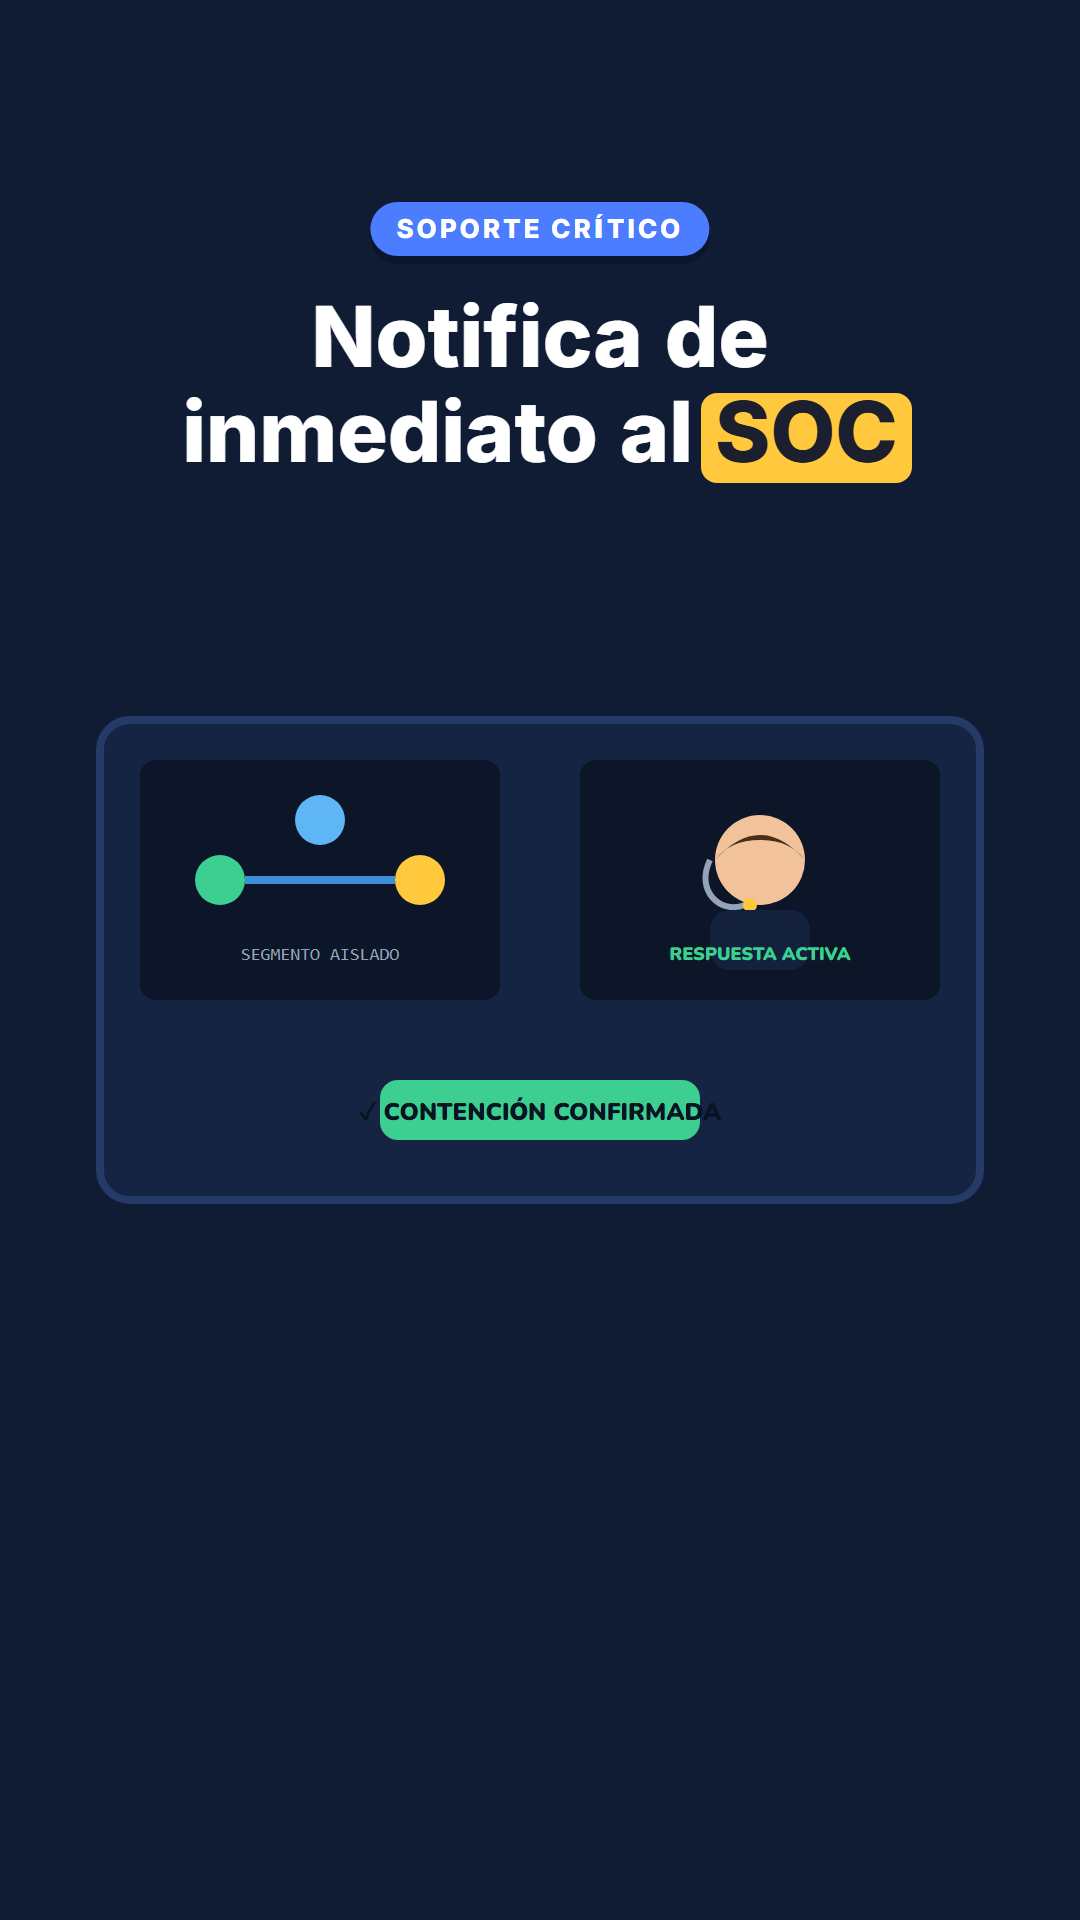 SOPORTE CRÍTICO
Notifica de
inmediato al SOC
SEGMENTO AISLADO
RESPUESTA ACTIVA
✓ CONTENCIÓN CONFIRMADA